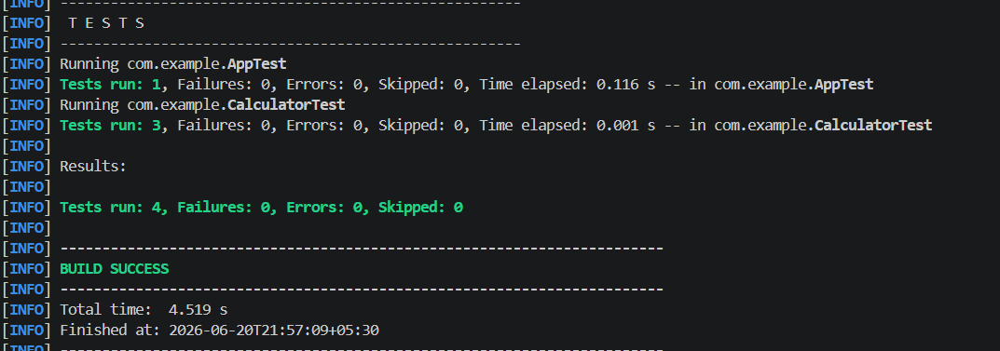 [INFO] -------------------------------------------------------
[INFO]  T E S T S
[INFO] -------------------------------------------------------
[INFO] Running com.example.AppTest
[INFO] Tests run: 1, Failures: 0, Errors: 0, Skipped: 0, Time elapsed: 0.116 s -- in com.example.AppTest
[INFO] Running com.example.CalculatorTest
[INFO] Tests run: 3, Failures: 0, Errors: 0, Skipped: 0, Time elapsed: 0.001 s -- in com.example.CalculatorTest
[INFO]
[INFO] Results:
[INFO]
[INFO] Tests run: 4, Failures: 0, Errors: 0, Skipped: 0
[INFO]
[INFO] ------------------------------------------------------------------------
[INFO] BUILD SUCCESS
[INFO] ------------------------------------------------------------------------
[INFO] Total time:  4.519 s
[INFO] Finished at: 2026-06-20T21:57:09+05:30
[INFO] ------------------------------------------------------------------------